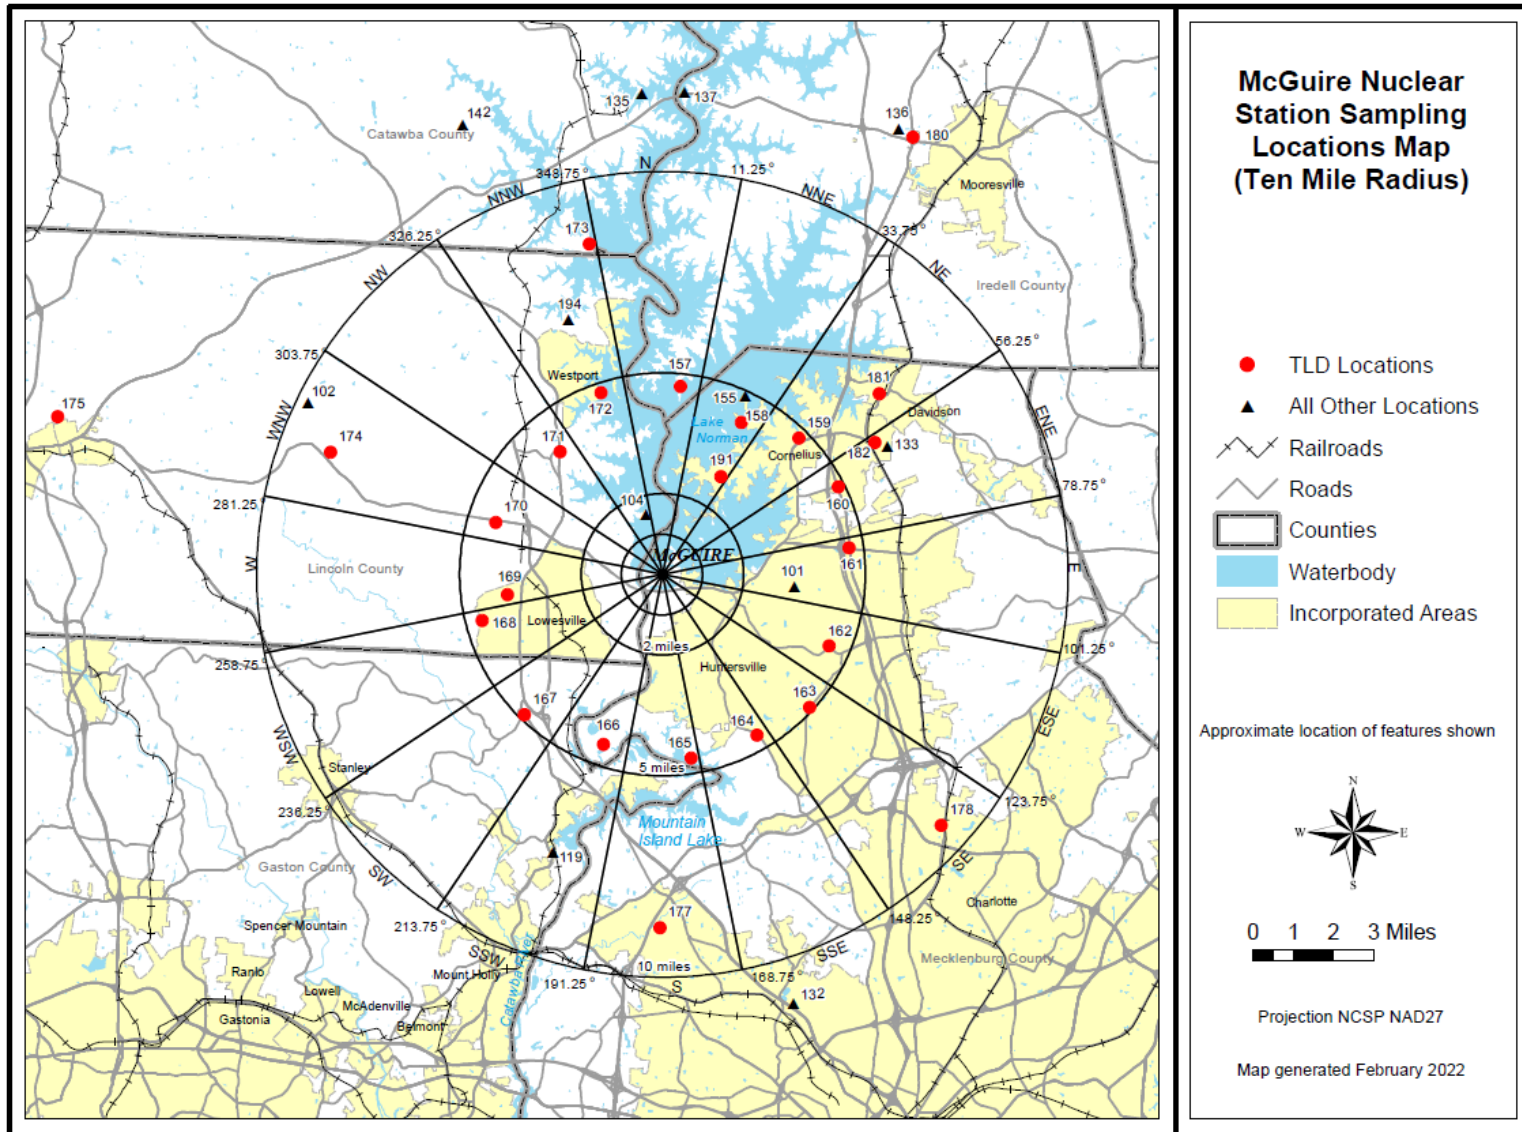 McGuire Nuclear
Station Sampling
Locations Map
(Ten Mile Radius)
TLD Locations
All Other Locations
Railroads
Roads
Counties
Waterbody
Incorporated Areas
Approximate location of features shown
N
W
E
S
0 1 2 3 Miles
Projection NCSP NAD27
Map generated February 2022
135
137
142
136
180
Catawba County
Mooresville
N
348.75°
11.25°
NNW
NNE
173
326.25°
33.75°
NW
NE
Iredell County
194
303.75
56.25°
157
Westport
181
102
155
172
158
159
Davidson
175
WNW
ENE
Lake
Norman
174
171
Cornelius
182
133
191
78.75°
281.25°
104
160
170
McGUIRE
161
W
E
Lincoln County
101
169
168
Lowesville
162
2 miles
101.25°
258.75°
Huntersville
167
163
166
164
165
WSW
ESE
Stanley
5 miles
236.25°
123.75°
178
Mountain
Island Lake
119
Gaston County
SW
SE
177
Charlotte
213.75°
148.25°
Spencer Mountain
SSW
SSE
Catawba River
Mecklenburg County
10 miles
Ranlo
Mount Holly
191.25°
S
168.75°
132
Lowell
McAdenville
Gastonia
Belmont